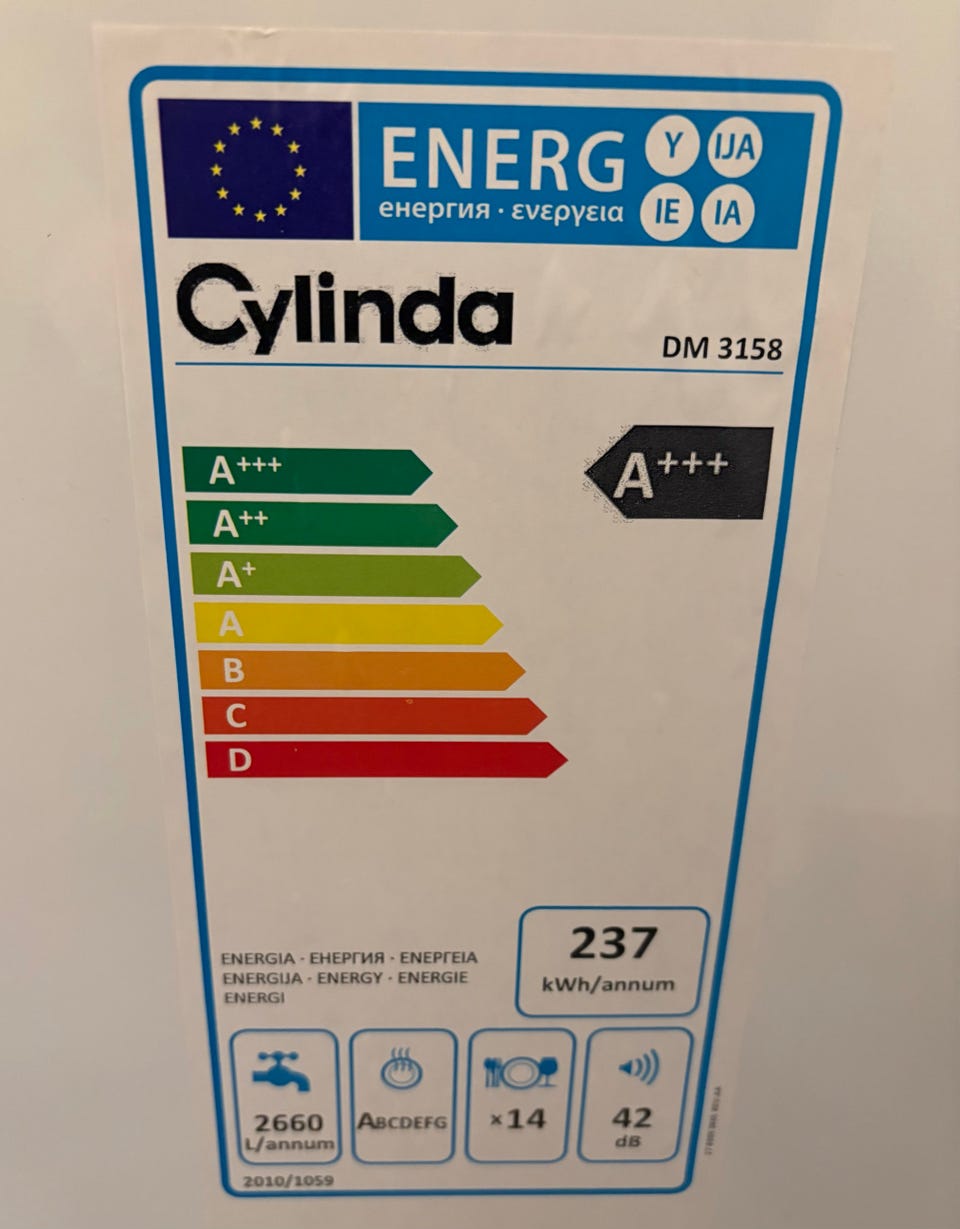 ENERG Y IJA
енергия · ενεργεια IE IA
Cylinda
DM 3158
A+++
A+++
A++
A+
A
B
C
D
237
kWh/annum
ENERGIA · ЕНЕРГИЯ · ΕΝΕΡΓΕΙΑ
ENERGIJA · ENERGY · ENERGIE
ENERGI
2660
L/annum
ABCDEFG
×14
42
dB
2010/1059